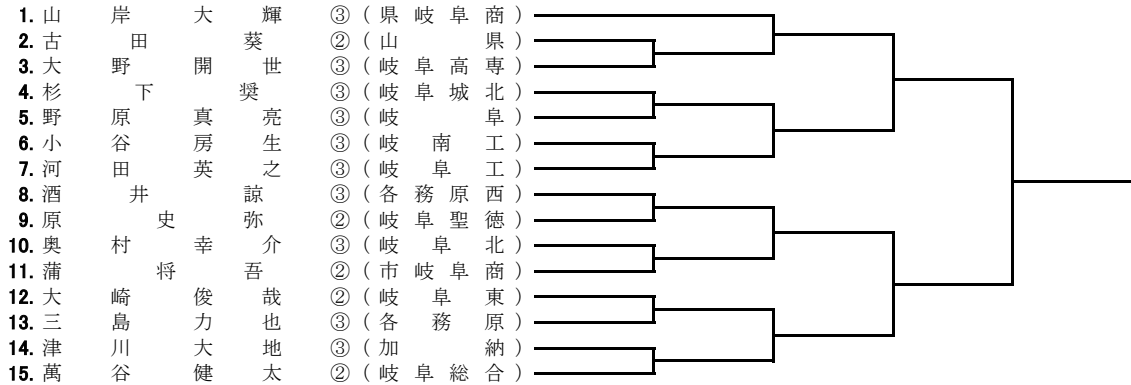 1. 山岸大輝 ③ (県岐阜商)
2. 古田葵 ② (山県)
3. 大野開世 ③ (岐阜高専)
4. 杉下奨 ③ (岐阜城北)
5. 野原真亮 ③ (岐阜)
6. 小谷房生 ③ (岐南工)
7. 河田英之 ③ (岐阜工)
8. 酒井諒 ③ (各務原西)
9. 原史弥 ② (岐阜聖徳)
10. 奥村幸介 ③ (岐阜北)
11. 蒲将吾 ② (市岐阜商)
12. 大崎俊哉 ② (岐阜東)
13. 三島力也 ③ (各務原)
14. 津川大地 ③ (加納)
15. 萬谷健太 ② (岐阜総合)